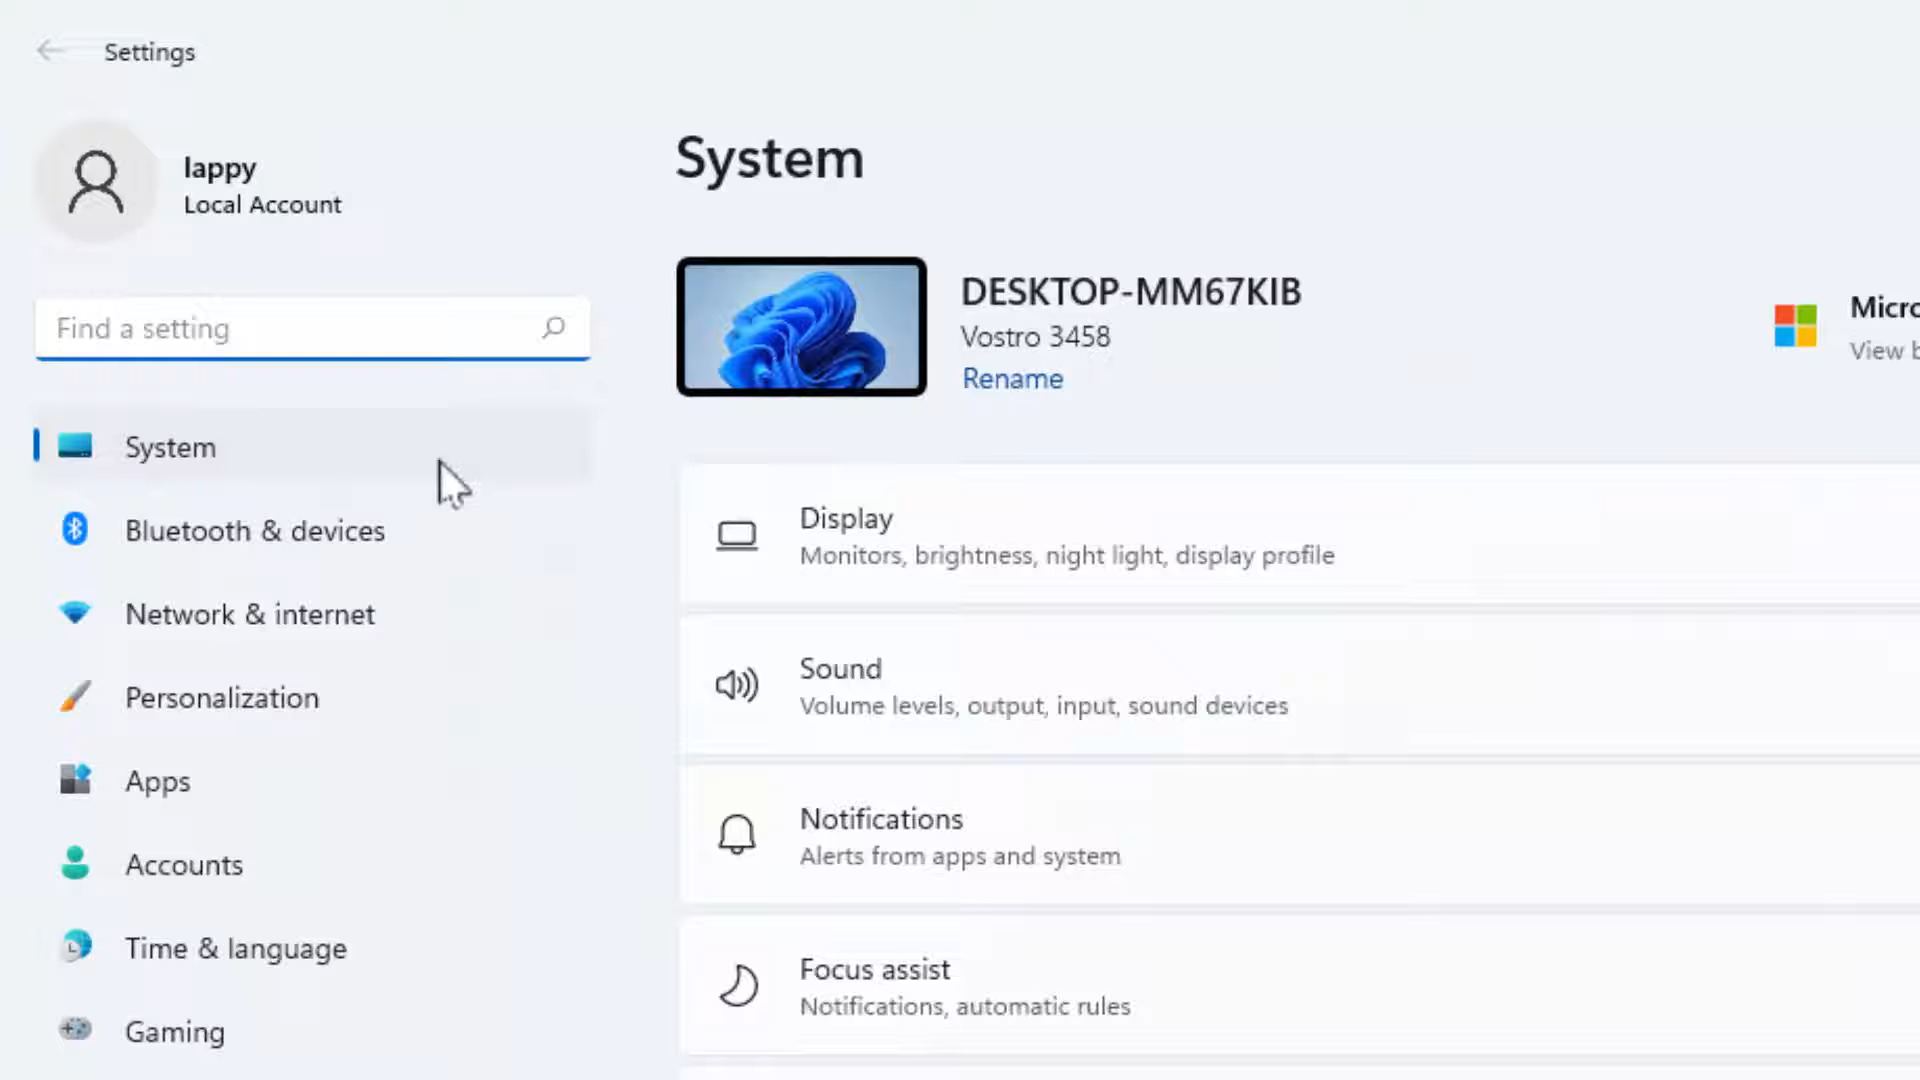 Settings
lappy
Local Account
Find a setting
System
Bluetooth & devices
Network & internet
Personalization
Apps
Accounts
Time & language
Gaming
System
DESKTOP-MM67KIB
Vostro 3458
Rename
Micro
View b
Display
Monitors, brightness, night light, display profile
Sound
Volume levels, output, input, sound devices
Notifications
Alerts from apps and system
Focus assist
Notifications, automatic rules